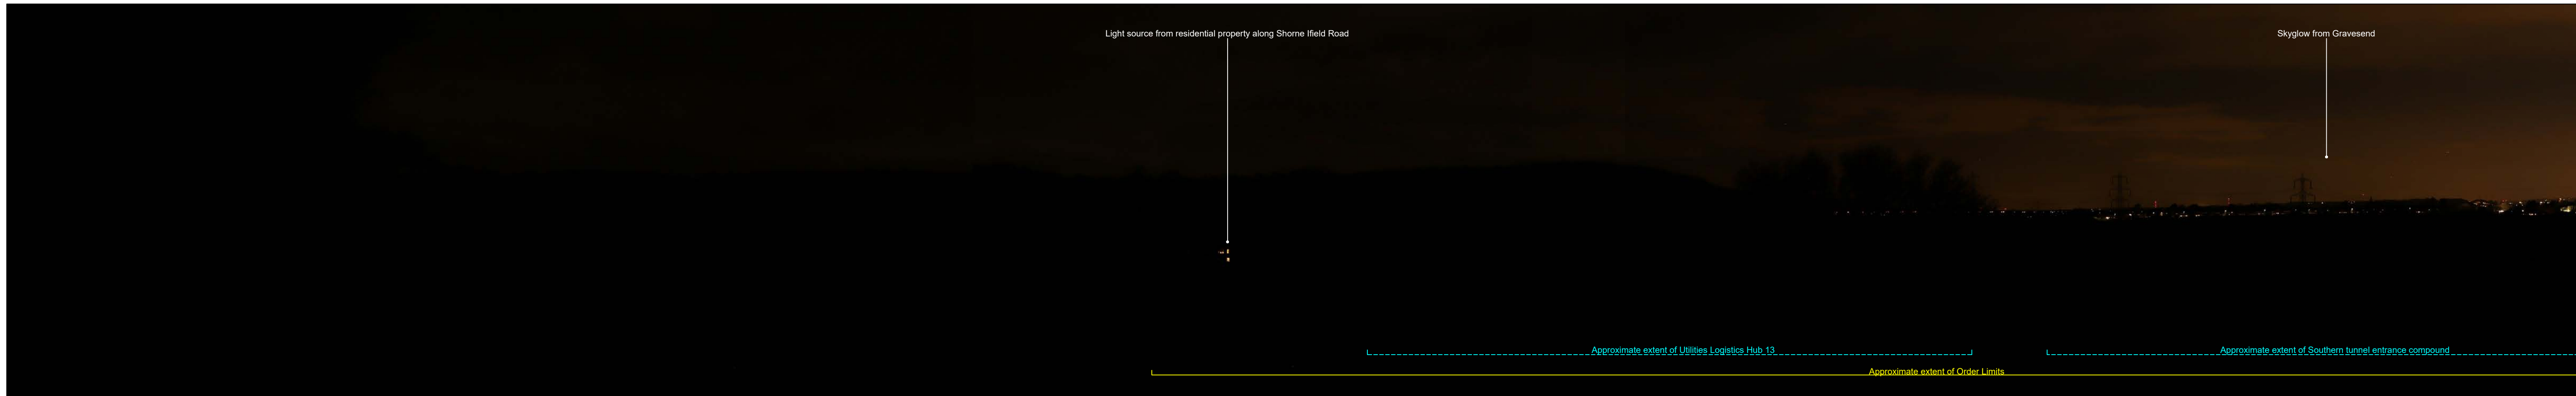 Light source from residential property along Shorne Ifield Road
Skyglow from Gravesend
Approximate extent of Utilities Logistics Hub 13
Approximate extent of Southern tunnel entrance compound
Approximate extent of Order Limits